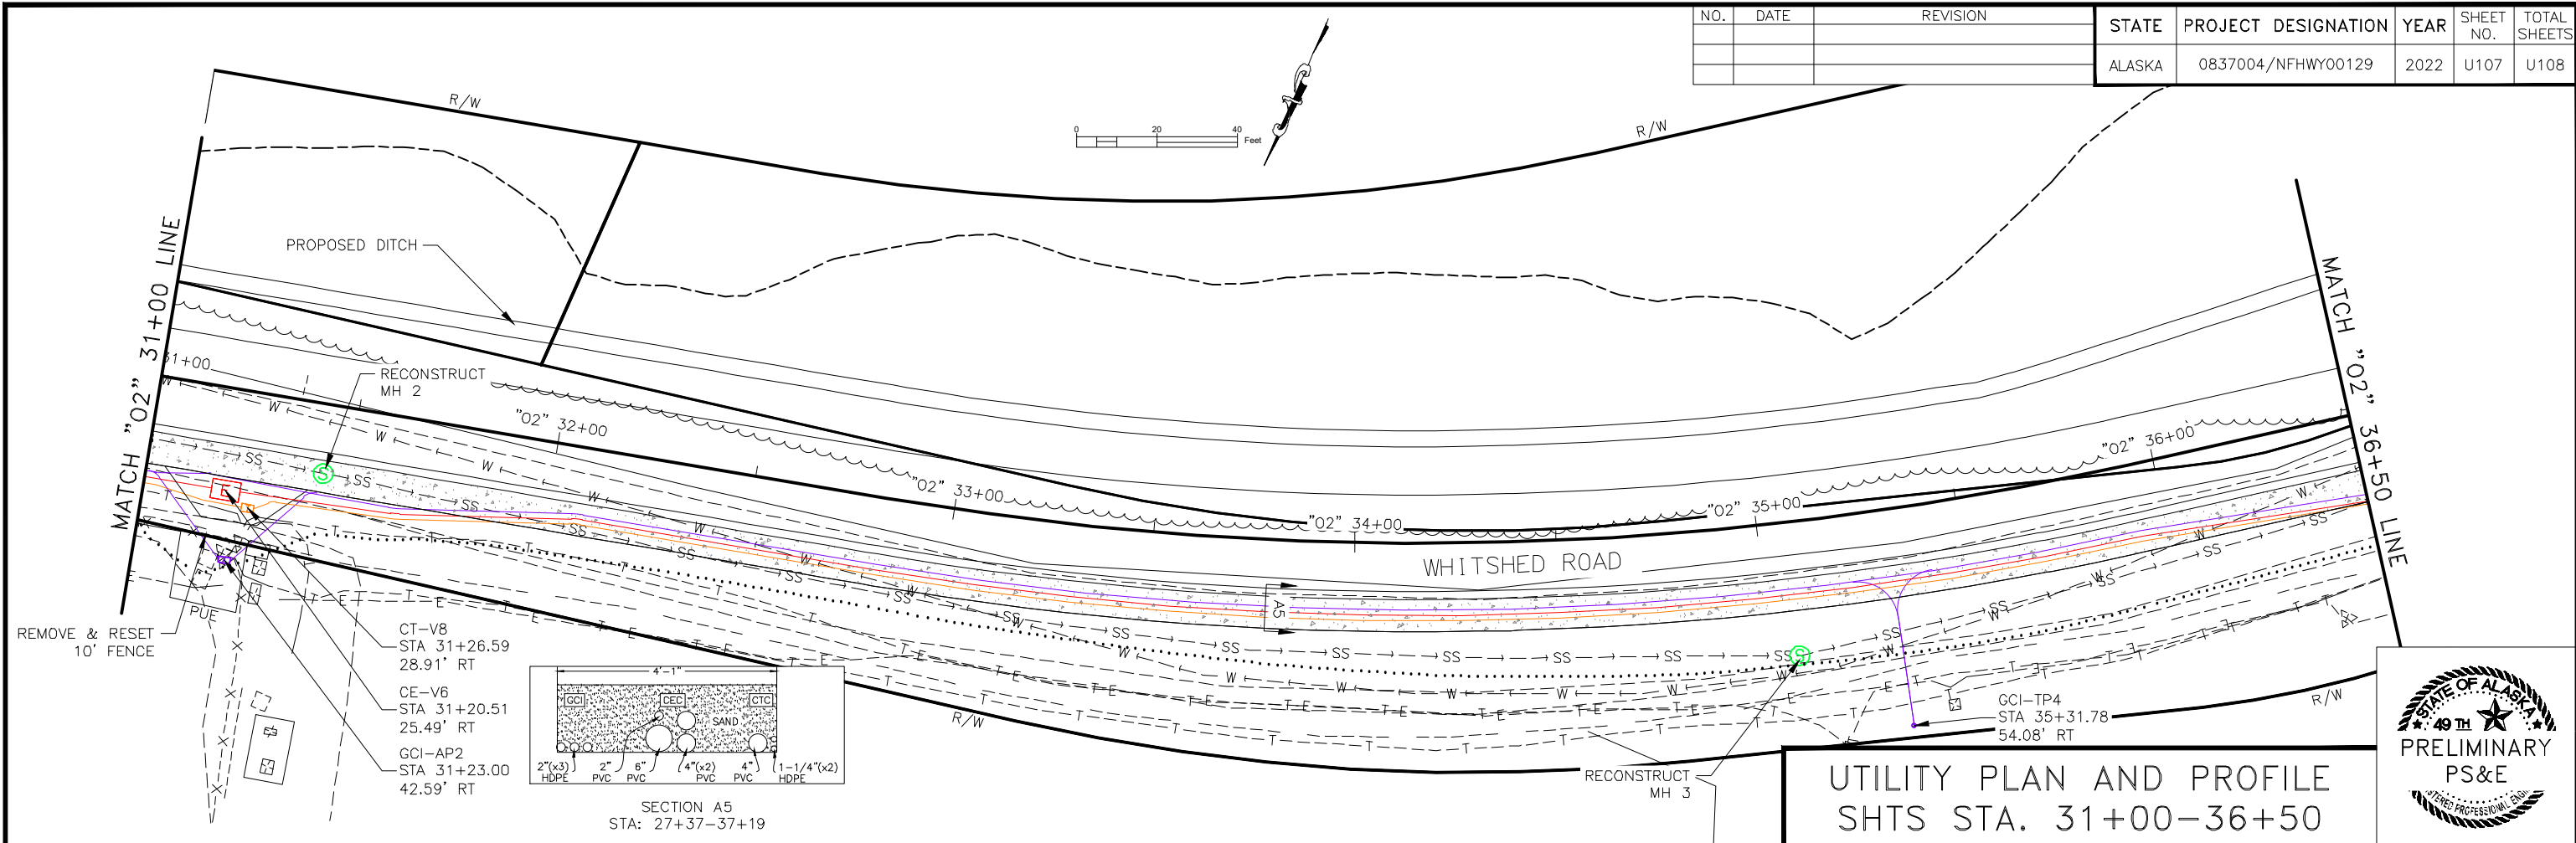 NO. DATE REVISION
STATE PROJECT DESIGNATION YEAR SHEET NO. TOTAL SHEETS
ALASKA 0837004/NFHWY00129 2022 U107 U108
R/W
R/W
0 20 40 Feet
PROPOSED DITCH
MATCH "02" 31+00 LINE
MATCH "02" 36+50 LINE
31+00
RECONSTRUCT
MH 2
"02" 32+00
"02" 33+00
"02" 34+00
"02" 35+00
"02" 36+00
WHITSHED ROAD
A5
PUE
REMOVE & RESET
10' FENCE
CT-V8
STA 31+26.59
28.91' RT
CE-V6
STA 31+20.51
25.49' RT
GCI-AP2
STA 31+23.00
42.59' RT
4'-1"
GCI CEC CTC
SAND
2"(x3) HDPE
2" PVC
6" PVC
4"(x2) PVC
4" PVC
1-1/4"(x2) HDPE
SECTION A5
STA: 27+37-37+19
R/W
RECONSTRUCT
MH 3
GCI-TP4
STA 35+31.78
54.08' RT
R/W
UTILITY PLAN AND PROFILE
SHTS STA. 31+00-36+50
STATE OF ALASKA
49 TH
PRELIMINARY
PS&E